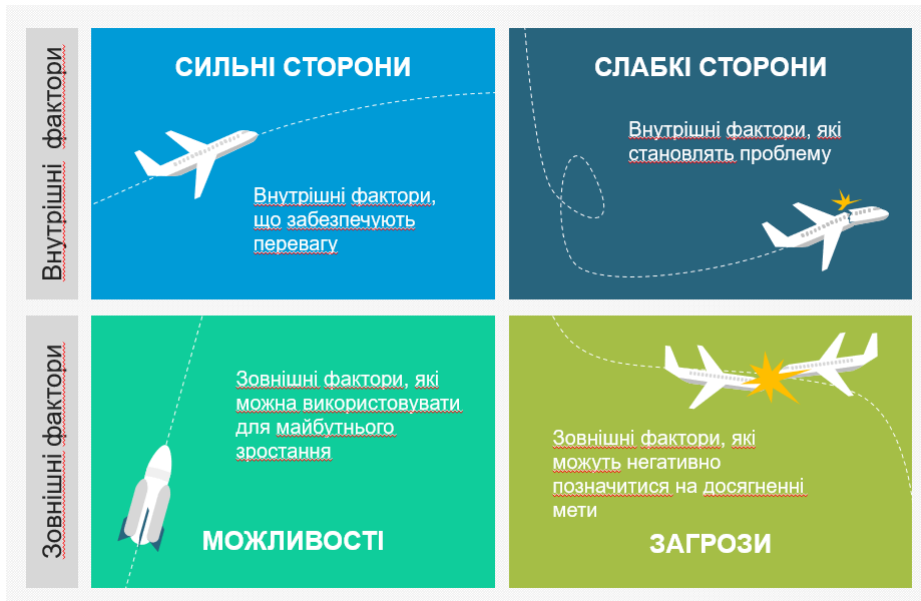 Внутрішні фактори
СИЛЬНІ СТОРОНИ
Внутрішні фактори,
що забезпечують
перевагу
СЛАБКІ СТОРОНИ
Внутрішні фактори, які
становлять проблему
Зовнішні фактори
Зовнішні фактори, які
можна використовувати
для майбутнього
зростання
МОЖЛИВОСТІ
Зовнішні фактори, які
можуть негативно
позначитися на досягненні
мети
ЗАГРОЗИ